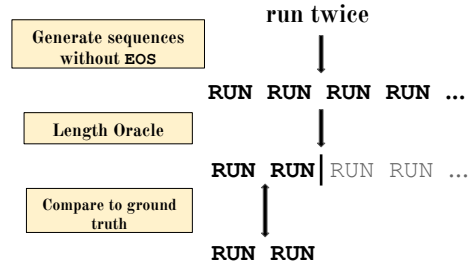 run twice
Generate sequences
without EOS
RUN RUN RUN RUN ...
Length Oracle
RUN RUN RUN RUN ...
Compare to ground
truth
RUN RUN